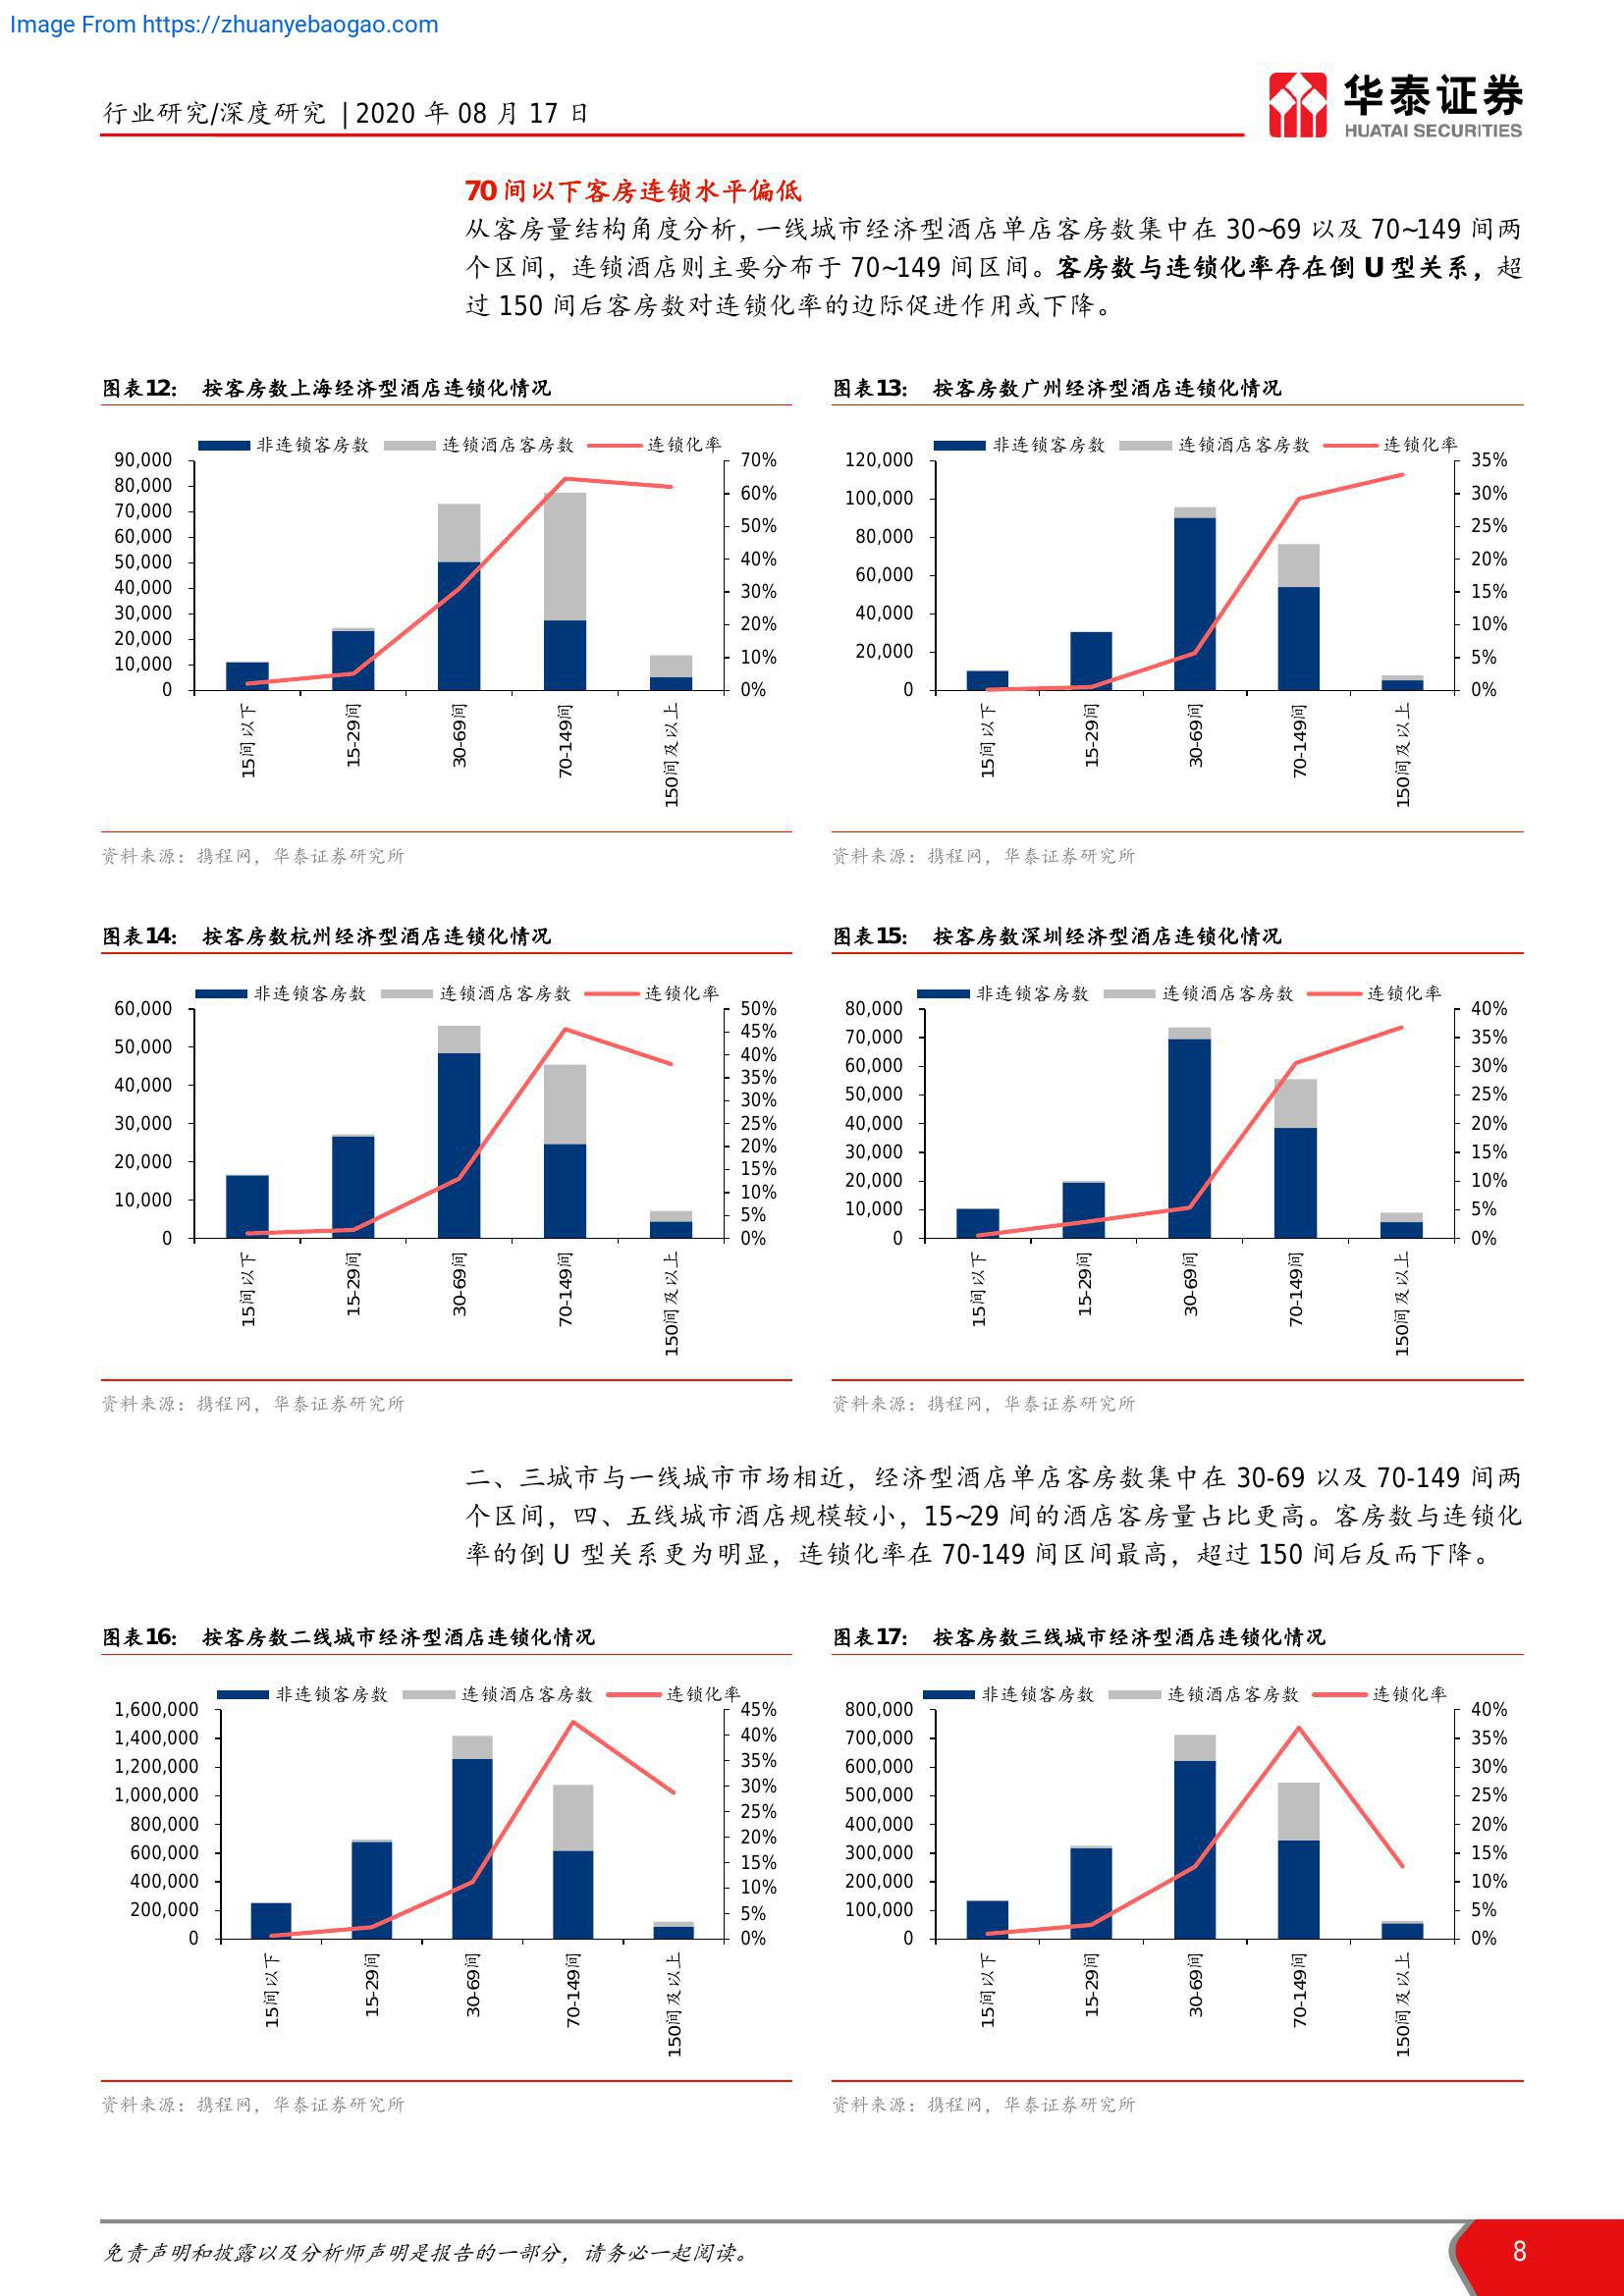 Image From https://zhuanyebaogao.com
行业研究/深度研究 | 2020 年 08 月 17 日
华泰证券
HUATAI SECURITIES
70 间以下客房连锁水平偏低
从客房量结构角度分析，一线城市经济型酒店单店客房数集中在 30~69 以及 70~149 间两
个区间，连锁酒店则主要分布于 70~149 间区间。客房数与连锁化率存在倒 U 型关系，超
过 150 间后客房数对连锁化率的边际促进作用或下降。
图表12： 按客房数上海经济型酒店连锁化情况
非连锁客房数 连锁酒店客房数 连锁化率
90,000
80,000
70,000
60,000
50,000
40,000
30,000
20,000
10,000
0
70%
60%
50%
40%
30%
20%
10%
0%
15间以下
15-29间
30-69间
70-149间
150间及以上
资料来源：携程网，华泰证券研究所
图表13： 按客房数广州经济型酒店连锁化情况
非连锁客房数 连锁酒店客房数 连锁化率
120,000
100,000
80,000
60,000
40,000
20,000
0
35%
30%
25%
20%
15%
10%
5%
0%
15间以下
15-29间
30-69间
70-149间
150间及以上
资料来源：携程网，华泰证券研究所
图表14： 按客房数杭州经济型酒店连锁化情况
非连锁客房数 连锁酒店客房数 连锁化率
60,000
50,000
40,000
30,000
20,000
10,000
0
50%
45%
40%
35%
30%
25%
20%
15%
10%
5%
0%
15间以下
15-29间
30-69间
70-149间
150间及以上
资料来源：携程网，华泰证券研究所
图表15： 按客房数深圳经济型酒店连锁化情况
非连锁客房数 连锁酒店客房数 连锁化率
80,000
70,000
60,000
50,000
40,000
30,000
20,000
10,000
0
40%
35%
30%
25%
20%
15%
10%
5%
0%
15间以下
15-29间
30-69间
70-149间
150间及以上
资料来源：携程网，华泰证券研究所
二、三城市与一线城市市场相近，经济型酒店单店客房数集中在 30-69 以及 70-149 间两
个区间，四、五线城市酒店规模较小，15~29 间的酒店客房量占比更高。客房数与连锁化
率的倒 U 型关系更为明显，连锁化率在 70-149 间区间最高，超过 150 间后反而下降。
图表16： 按客房数二线城市经济型酒店连锁化情况
非连锁客房数 连锁酒店客房数 连锁化率
1,600,000
1,400,000
1,200,000
1,000,000
800,000
600,000
400,000
200,000
0
45%
40%
35%
30%
25%
20%
15%
10%
5%
0%
15间以下
15-29间
30-69间
70-149间
150间及以上
资料来源：携程网，华泰证券研究所
图表17： 按客房数三线城市经济型酒店连锁化情况
非连锁客房数 连锁酒店客房数 连锁化率
800,000
700,000
600,000
500,000
400,000
300,000
200,000
100,000
0
40%
35%
30%
25%
20%
15%
10%
5%
0%
15间以下
15-29间
30-69间
70-149间
150间及以上
资料来源：携程网，华泰证券研究所
免责声明和披露以及分析师声明是报告的一部分，请务必一起阅读。
8